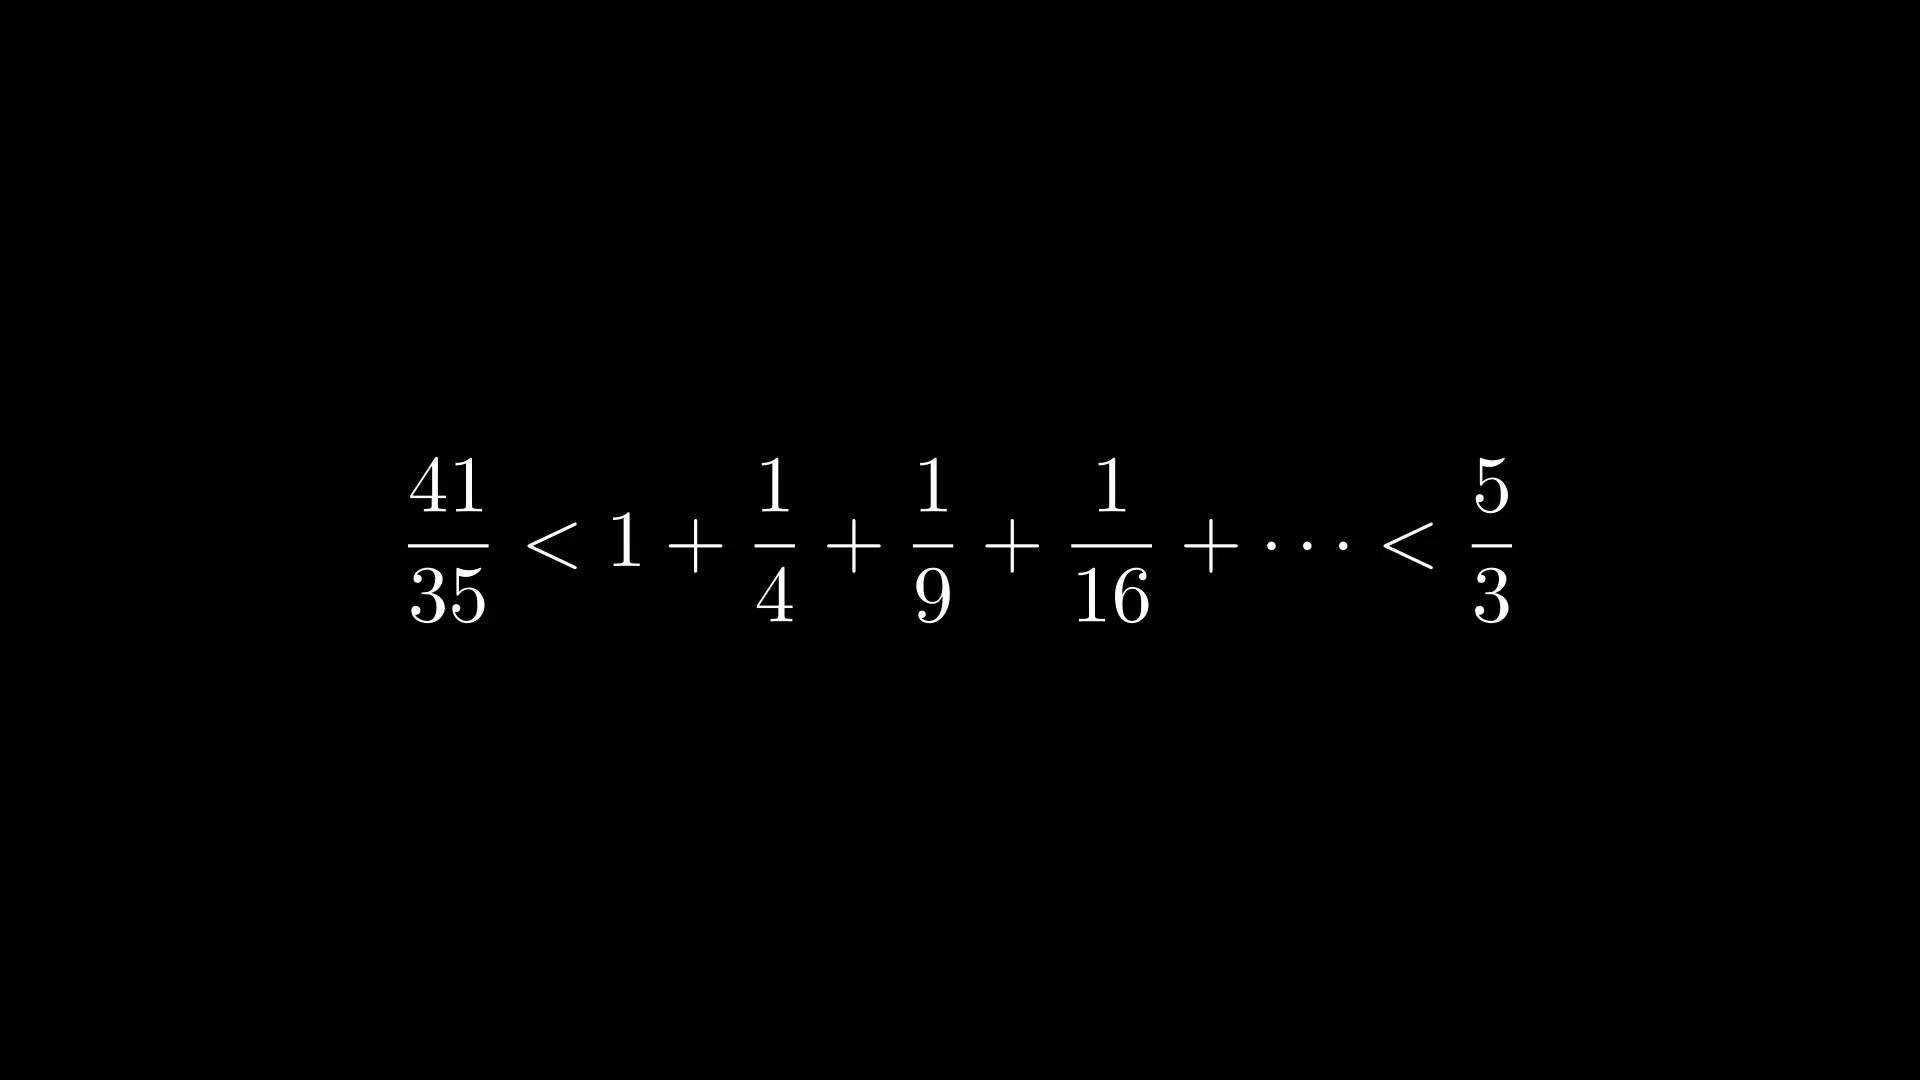 41/35 < 1 + 1/4 + 1/9 + 1/16 + ⋯ < 5/3